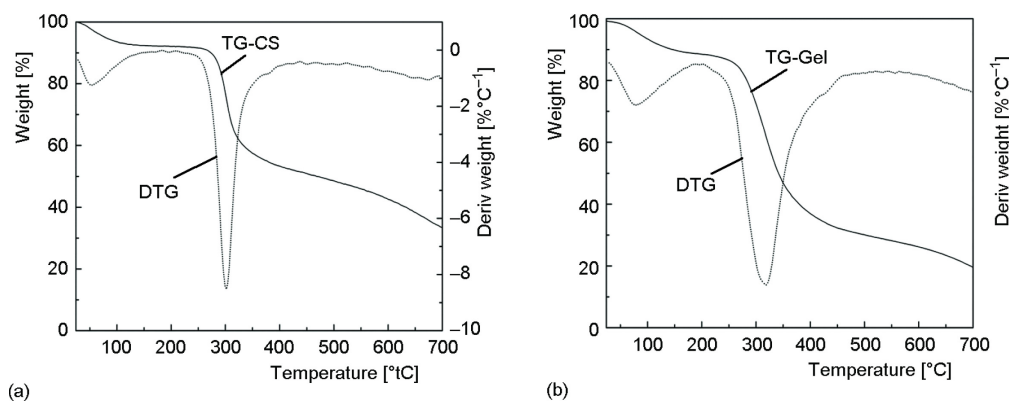 100
80
60
40
20
0
Weight [%]
TG-CS
DTG
0
–2
–4
–6
–8
–10
Deriv weight [%°C–1)
100 200 300 400 500 600 700
Temperature [°tC]
(a)
100
80
60
40
20
0
Weight [%]
TG-Gel
DTG
Deriv weight [%°C–1]
100 200 300 400 500 600 700
Temperature [°C]
(b)